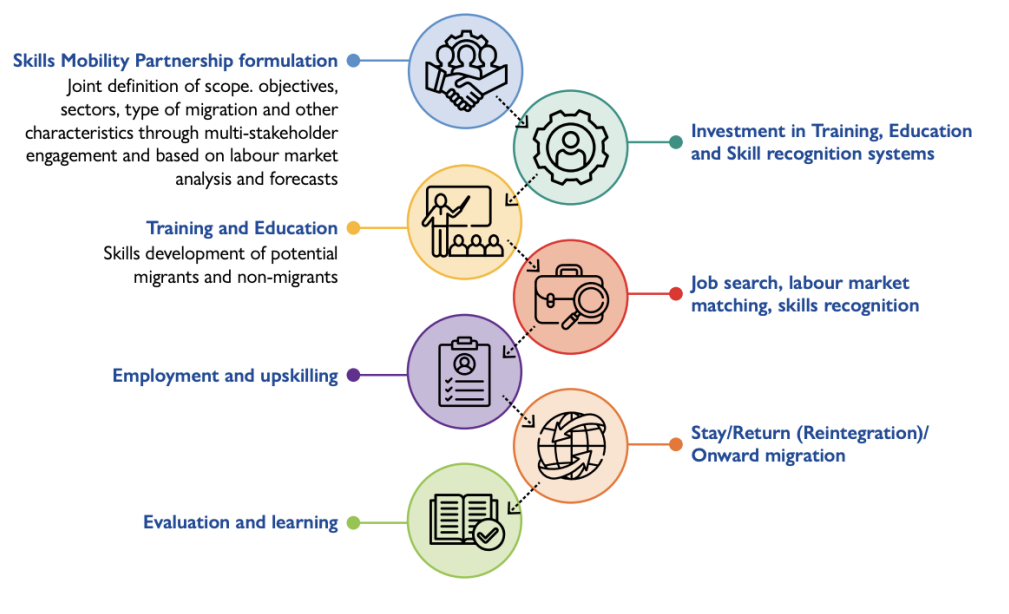 Skills Mobility Partnership formulation
Joint definition of scope. objectives,
sectors, type of migration and other
characteristics through multi-stakeholder
engagement and based on labour market
analysis and forecasts
Investment in Training, Education
and Skill recognition systems
Training and Education
Skills development of potential
migrants and non-migrants
Job search, labour market
matching, skills recognition
Employment and upskilling
Stay/Return (Reintegration)/
Onward migration
Evaluation and learning